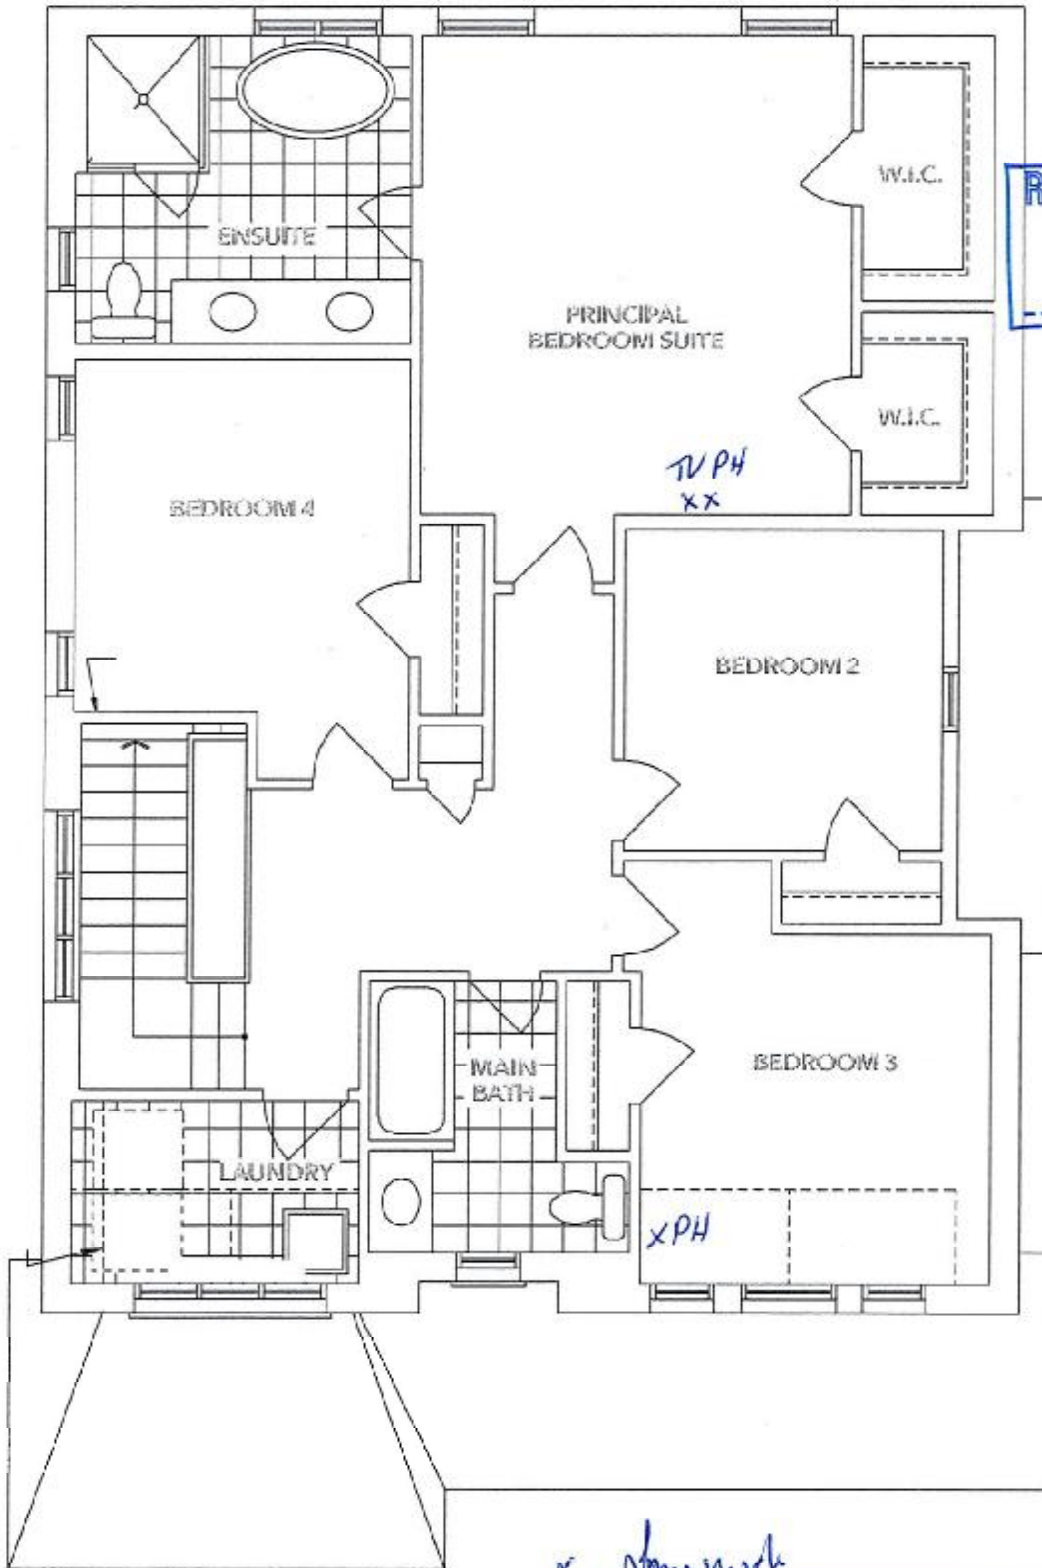 ENSUITE
W.I.C.
R
PRINCIPAL
BEDROOM SUITE
W.I.C.
TV PH
xx
BEDROOM 4
BEDROOM 2
MAIN
BATH
BEDROOM 3
LAUNDRY
xPH